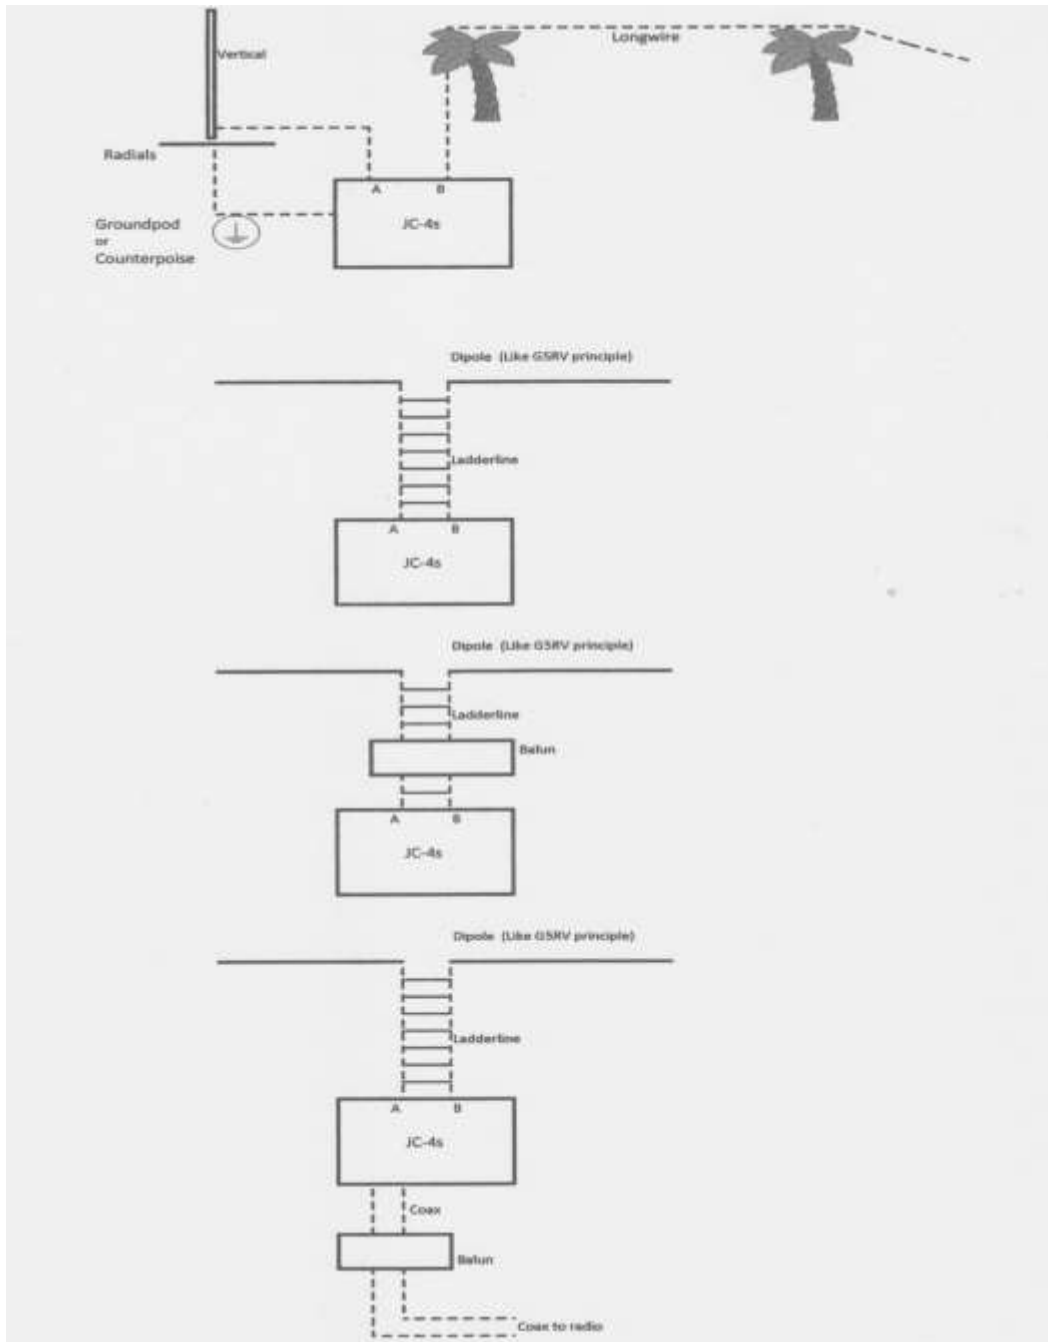 Longwire
Vertical
Radials
A B
Groundpod
or
Counterpoise
JC-4s
Dipole (Like G5RV principle)
Ladderline
A B
JC-4s
Dipole (Like G5RV principle)
Ladderline
Balun
A B
JC-4s
Dipole (Like G5RV principle)
Ladderline
A B
JC-4s
Coax
Balun
Coax to radio